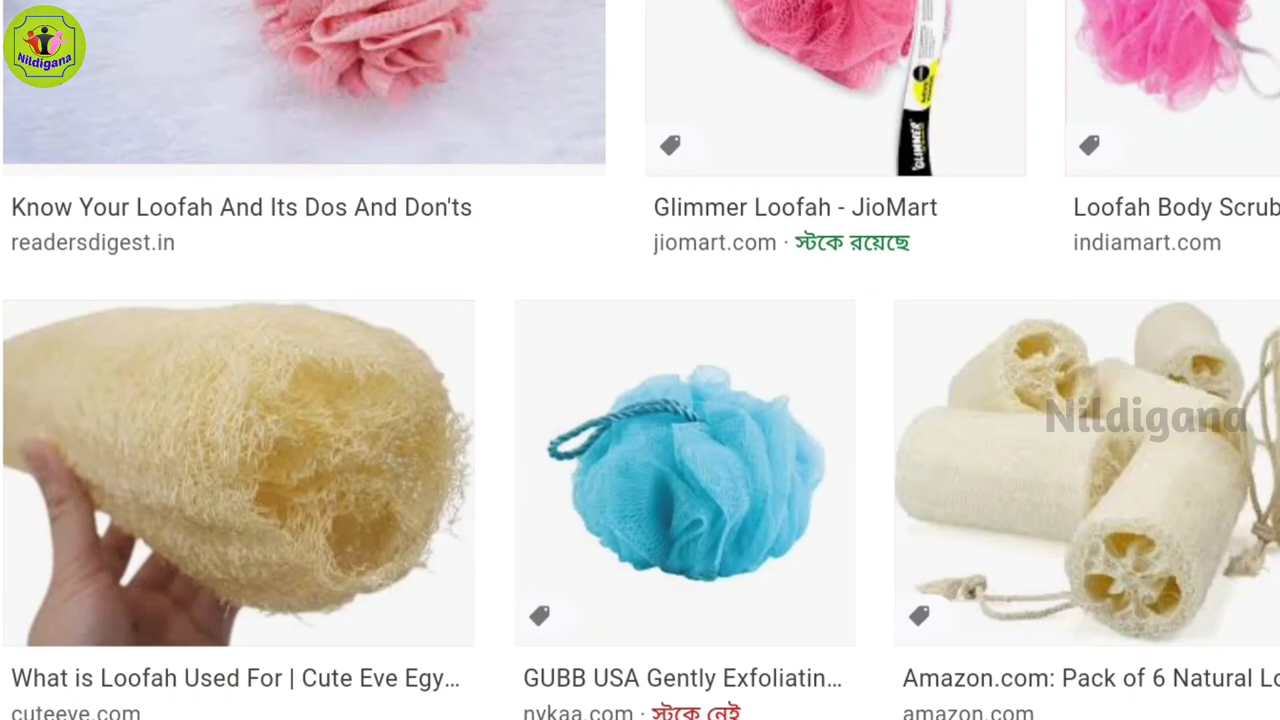 Nildigana
GLIMMER
Know Your Loofah And Its Dos And Don'ts
readersdigest.in
Glimmer Loofah - JioMart
jiomart.com · স্টকে রয়েছে
Loofah Body Scrub
indiamart.com
Nildigana
What is Loofah Used For | Cute Eve Egy...
cuteeve.com
GUBB USA Gently Exfoliatin...
nykaa.com · স্টকে নেই
Amazon.com: Pack of 6 Natural Lo
amazon.com